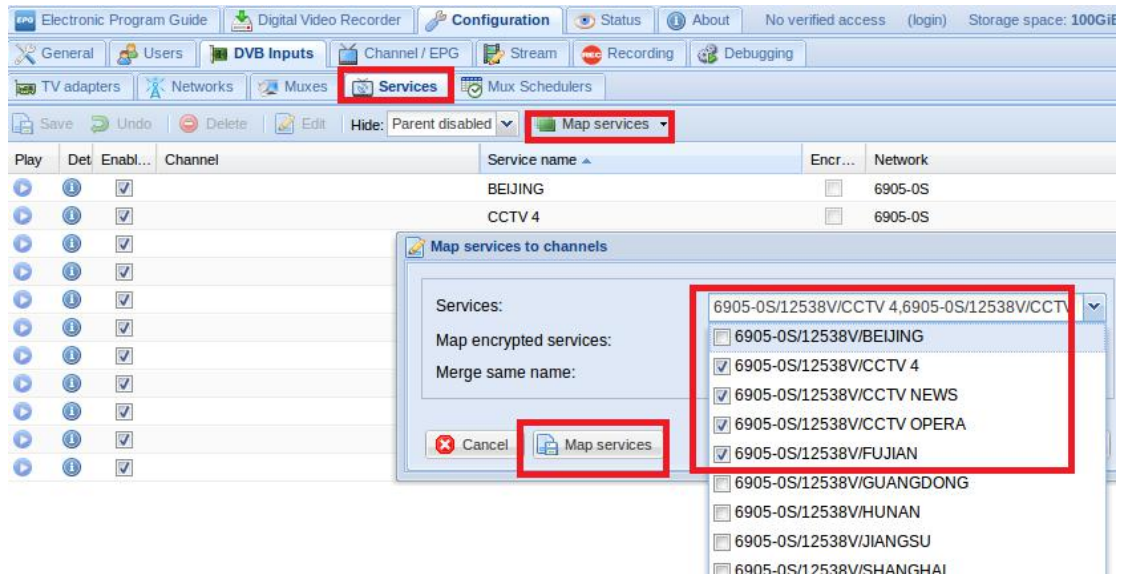 EPG Electronic Program Guide Digital Video Recorder Configuration Status About No verified access (login) Storage space: 100GiB
General Users DVB Inputs Channel / EPG REC Stream Recording Debugging
TV adapters Networks Muxes Services Mux Schedulers
Save Undo Delete Edit Hide: Parent disabled Map services
Play Det Enabl... Channel Service name Encr... Network
BEIJING 6905-0S
CCTV 4 6905-0S
Map services to channels
Services: 6905-0S/12538V/CCTV 4,6905-0S/12538V/CCTV
6905-0S/12538V/BEIJING
Map encrypted services:
6905-0S/12538V/CCTV 4
Merge same name:
6905-0S/12538V/CCTV NEWS
6905-0S/12538V/CCTV OPERA
Cancel Map services
6905-0S/12538V/FUJIAN
6905-0S/12538V/GUANGDONG
6905-0S/12538V/HUNAN
6905-0S/12538V/JIANGSU
6905-0S/12538V/SHANGHAI